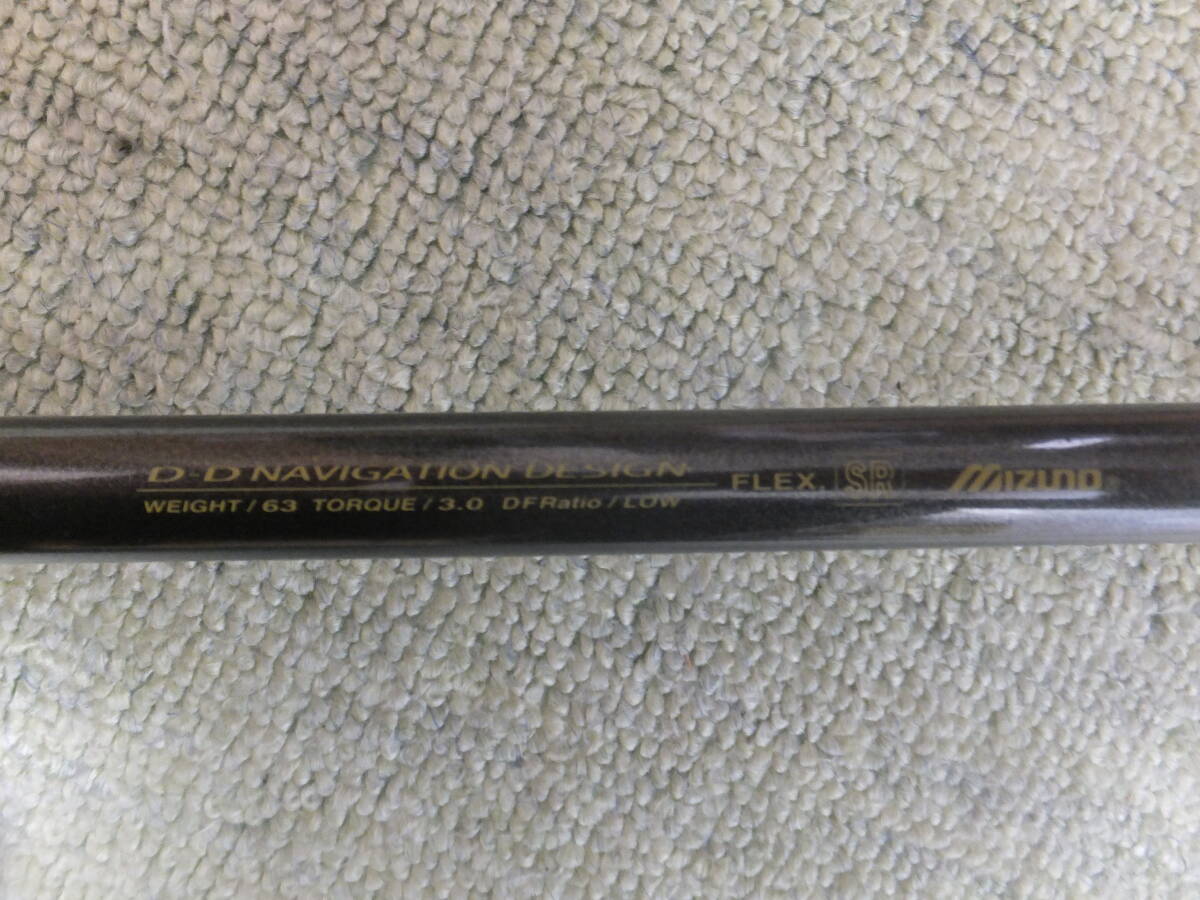 D-D NAVIGATION DESIGN
WEIGHT/63 TORQUE/3.0 DFRatio/LOW
FLEX. SR
MIZUNO